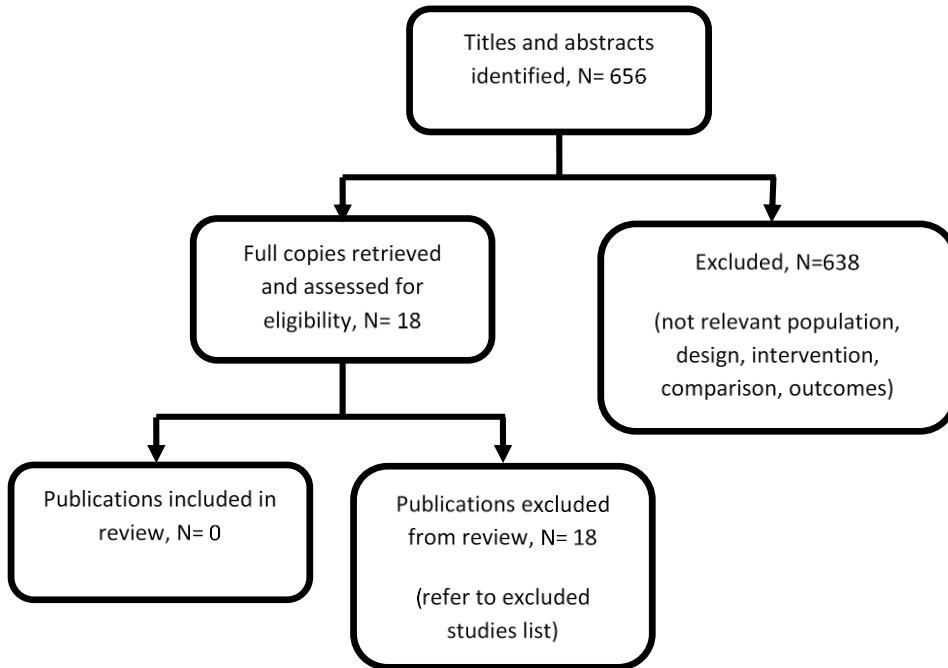 Titles and abstracts
identified, N= 656
Full copies retrieved
and assessed for
eligibility, N= 18
Excluded, N=638
(not relevant population,
design, intervention,
comparison, outcomes)
Publications included in
review, N= 0
Publications excluded
from review, N= 18
(refer to excluded
studies list)